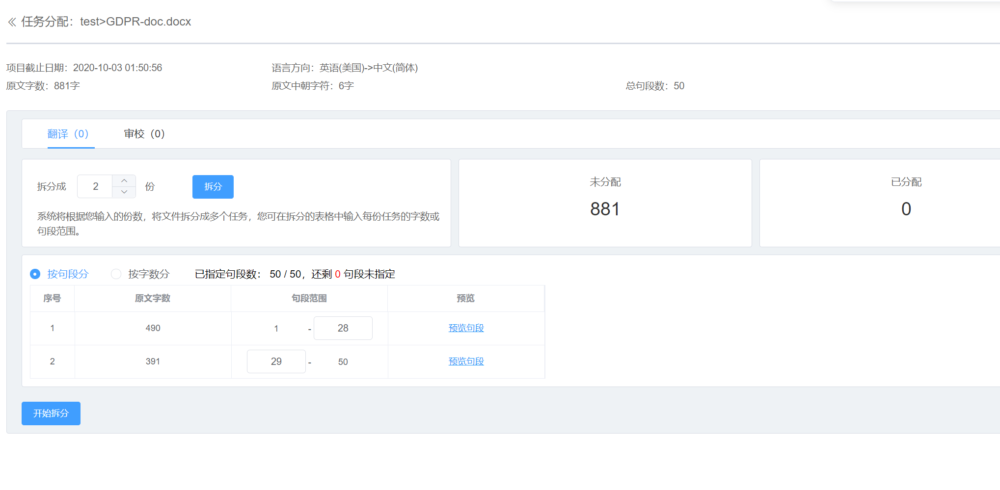 任务分配：test>GDPR-doc.docx
项目截止日期：2020-10-03 01:50:56
语言方向：英语(美国)->中文(简体)
原文字数：881字
原文中朝字符：6字
总句段数：50
翻译（0）
审校（0）
拆分成 2 份 拆分
系统将根据您输入的份数，将文件拆分成多个任务，您可在拆分的表格中输入每份任务的字数或
句段范围。
未分配
881
已分配
0
按句段分 按字数分 已指定句段数： 50 / 50，还剩 0 句段未指定
序号 原文字数 句段范围 预览
1 490 1 - 28 预览句段
2 391 29 - 50 预览句段
开始拆分